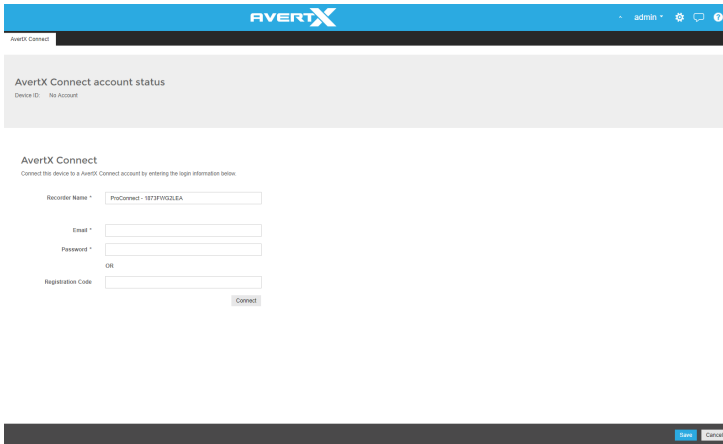 AVERTX
admin
AvertX Connect
AvertX Connect account status
Device ID: No Account
AvertX Connect
Connect this device to a AvertX Connect account by entering the login information below.
Recorder Name * ProConnect - 1873FWG2LEA
Email *
Password *
OR
Registration Code
Connect
Save Cancel